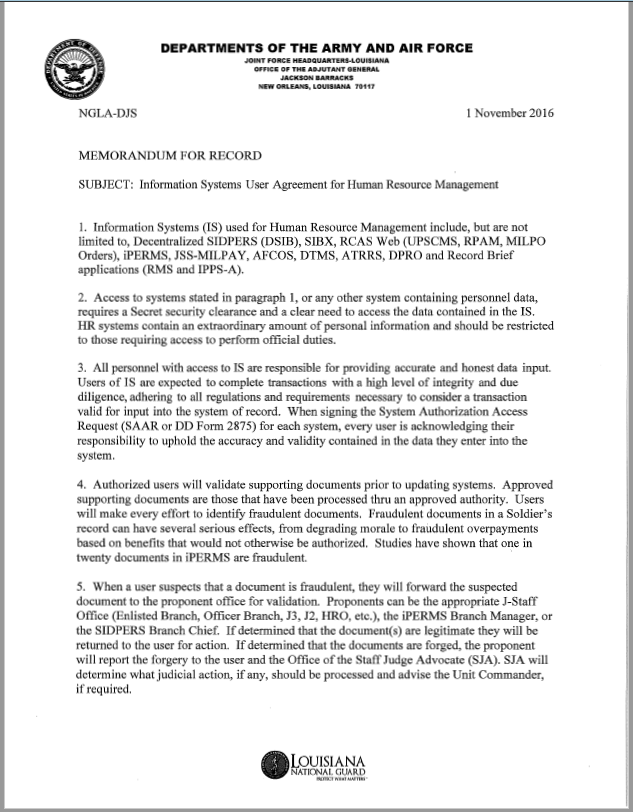 DEPARTMENTS OF THE ARMY AND AIR FORCE
JOINT FORCE HEADQUARTERS-LOUISIANA
OFFICE OF THE ADJUTANT GENERAL
JACKSON BARRACKS
NEW ORLEANS, LOUISIANA 70117
NGLA-DJS 1 November 2016
MEMORANDUM FOR RECORD
SUBJECT: Information Systems User Agreement for Human Resource Management
1. Information Systems (IS) used for Human Resource Management include, but are not
limited to, Decentralized SIDPERS (DSIB), SIBX, RCAS Web (UPSCMS, RPAM, MILPO
Orders), iPERMS, JSS-MILPAY, AFCOS, DTMS, ATRRS, DPRO and Record Brief
applications (RMS and IPPS-A).
2. Access to systems stated in paragraph 1, or any other system containing personnel data,
requires a Secret security clearance and a clear need to access the data contained in the IS.
HR systems contain an extraordinary amount of personal information and should be restricted
to those requiring access to perform official duties.
3. All personnel with access to IS are responsible for providing accurate and honest data input.
Users of IS are expected to complete transactions with a high level of integrity and due
diligence, adhering to all regulations and requirements necessary to consider a transaction
valid for input into the system of record. When signing the System Authorization Access
Request (SAAR or DD Form 2875) for each system, every user is acknowledging their
responsibility to uphold the accuracy and validity contained in the data they enter into the
system.
4. Authorized users will validate supporting documents prior to updating systems. Approved
supporting documents are those that have been processed thru an approved authority. Users
will make every effort to identify fraudulent documents. Fraudulent documents in a Soldier's
record can have several serious effects, from degrading morale to fraudulent overpayments
based on benefits that would not otherwise be authorized. Studies have shown that one in
twenty documents in iPERMS are fraudulent.
5. When a user suspects that a document is fraudulent, they will forward the suspected
document to the proponent office for validation. Proponents can be the appropriate J-Staff
Office (Enlisted Branch, Officer Branch, J3, J2, HRO, etc.), the iPERMS Branch Manager, or
the SIDPERS Branch Chief. If determined that the document(s) are legitimate they will be
returned to the user for action. If determined that the documents are forged, the proponent
will report the forgery to the user and the Office of the Staff Judge Advocate (SJA). SJA will
determine what judicial action, if any, should be processed and advise the Unit Commander,
if required.
LOUISIANA
NATIONAL GUARD
PROTECT WHAT MATTERS